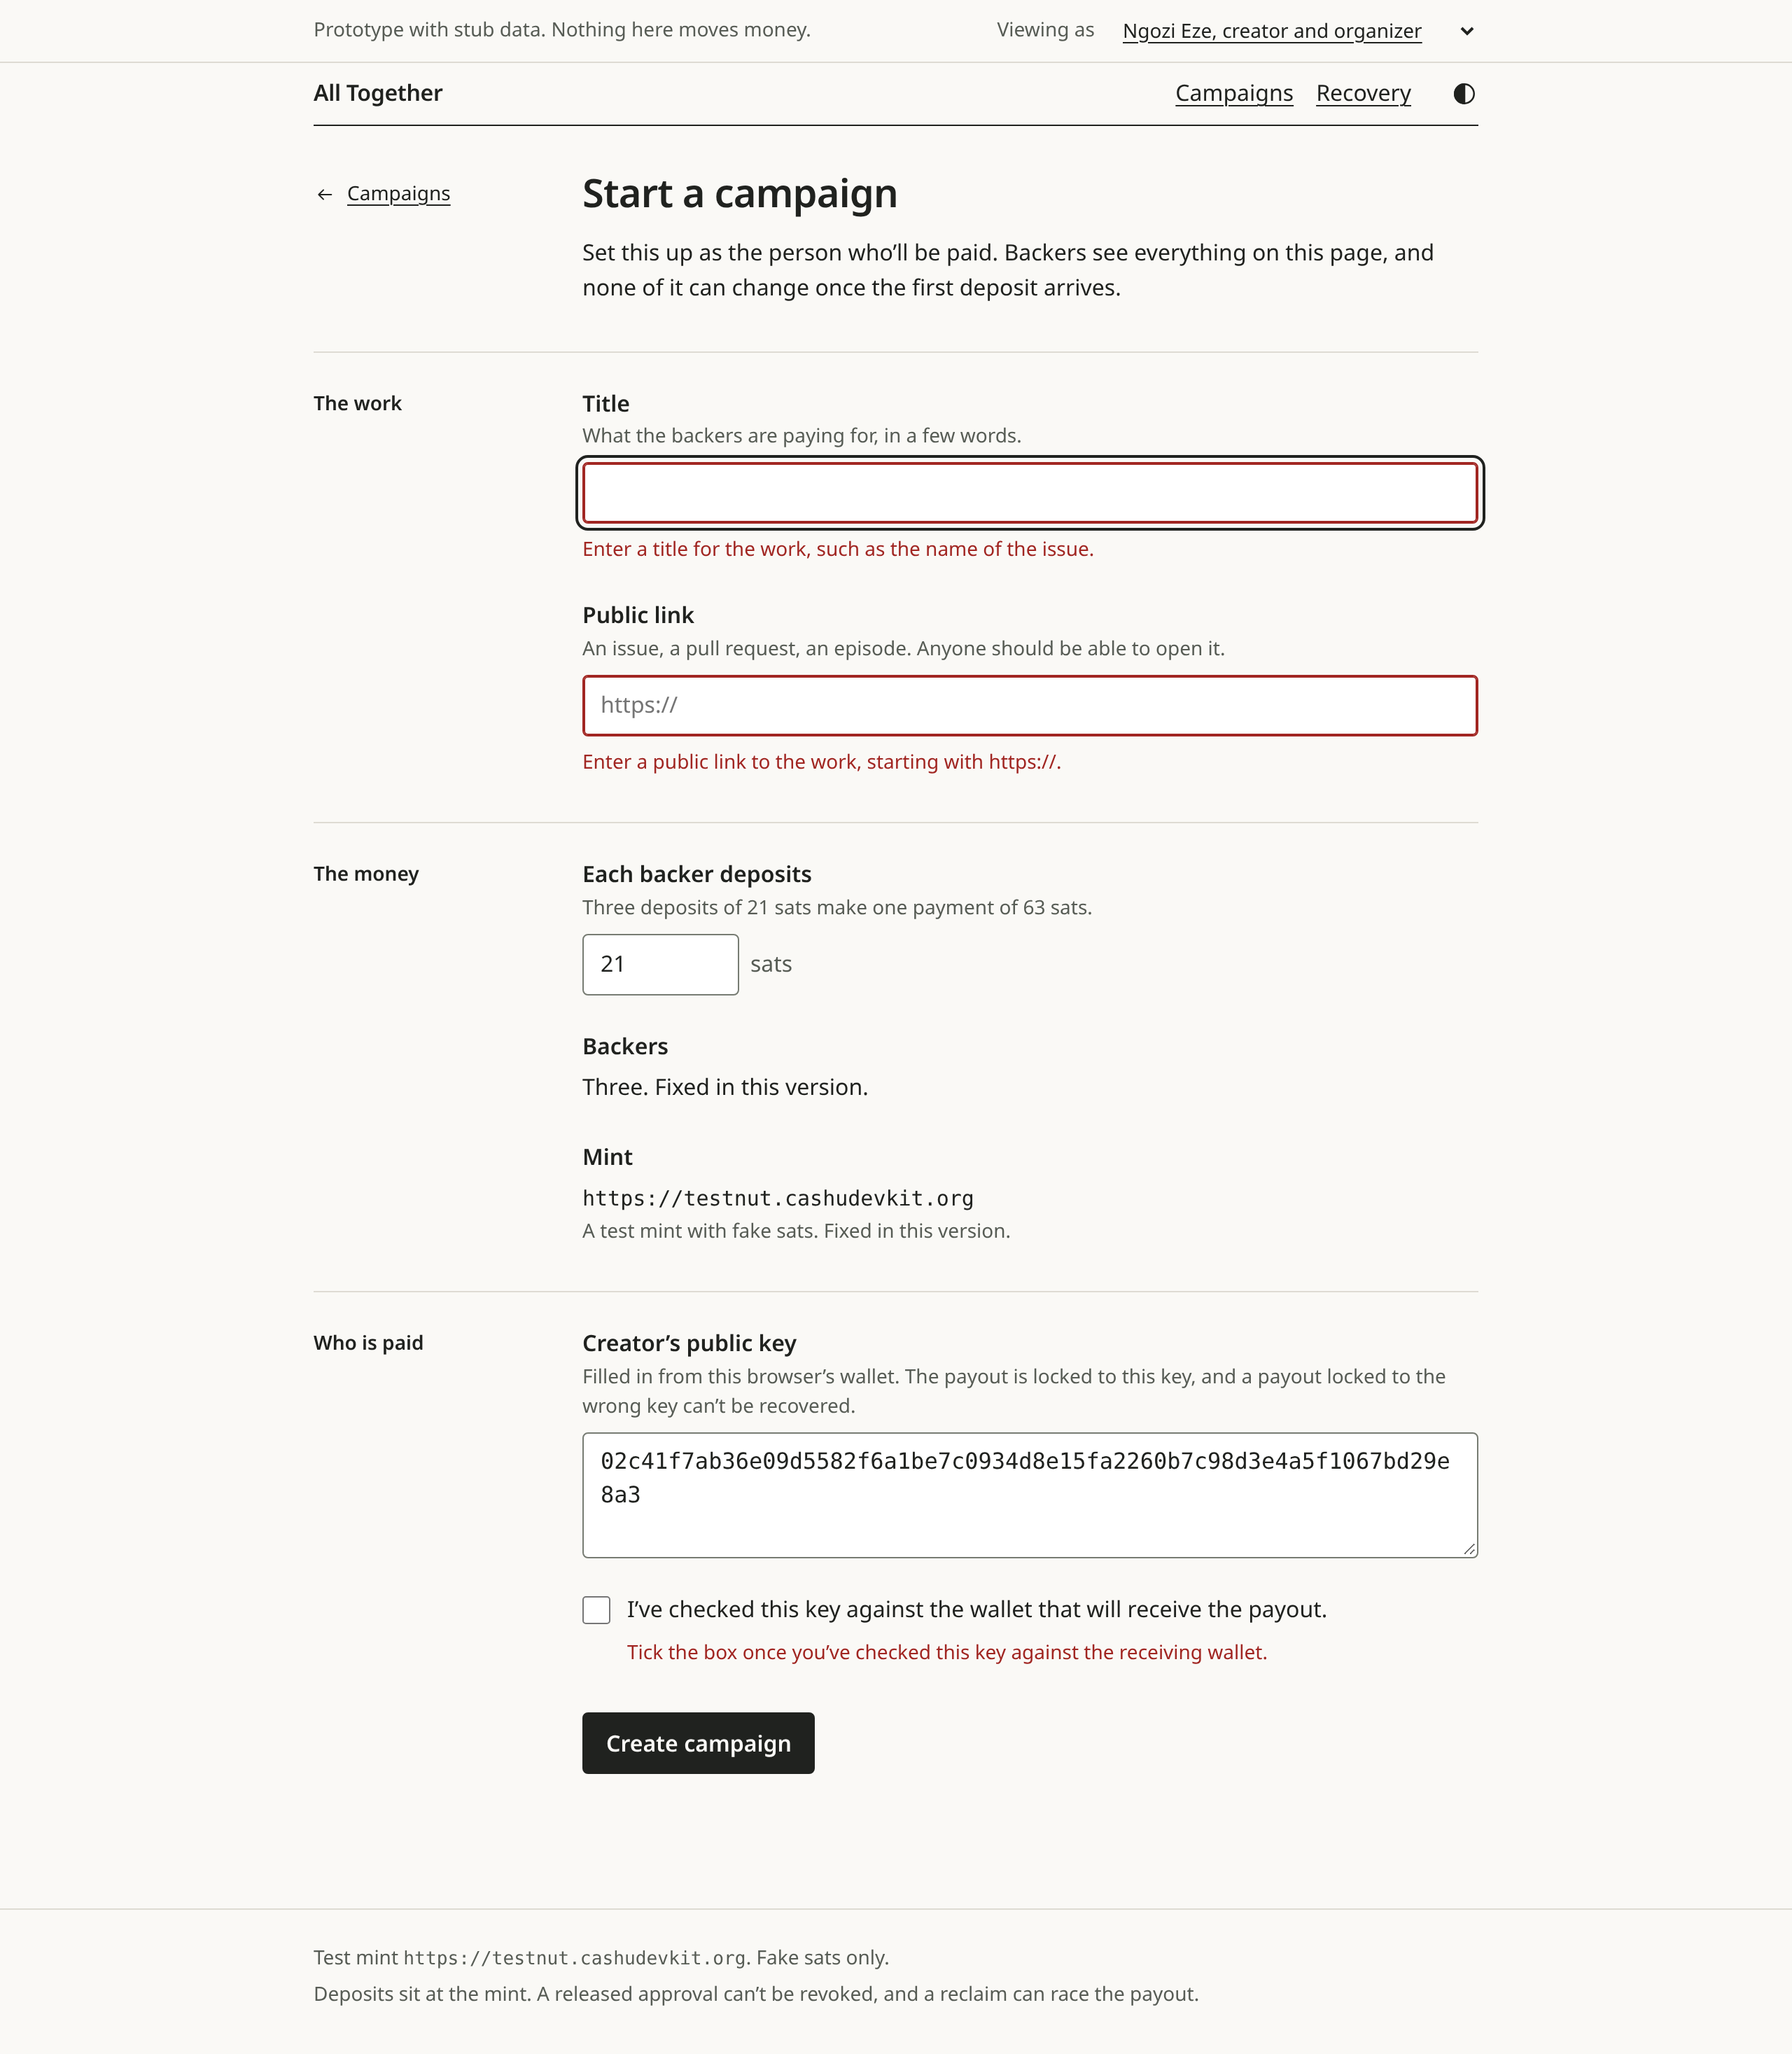 Prototype with stub data. Nothing here moves money.
Viewing as Ngozi Eze, creator and organizer
All Together
Campaigns Recovery
← Campaigns
Start a campaign
Set this up as the person who’ll be paid. Backers see everything on this page, and
none of it can change once the first deposit arrives.
The work
Title
What the backers are paying for, in a few words.
Enter a title for the work, such as the name of the issue.
Public link
An issue, a pull request, an episode. Anyone should be able to open it.
https://
Enter a public link to the work, starting with https://.
The money
Each backer deposits
Three deposits of 21 sats make one payment of 63 sats.
21 sats
Backers
Three. Fixed in this version.
Mint
https://testnut.cashudevkit.org
A test mint with fake sats. Fixed in this version.
Who is paid
Creator’s public key
Filled in from this browser’s wallet. The payout is locked to this key, and a payout locked to the
wrong key can’t be recovered.
02c41f7ab36e09d5582f6a1be7c0934d8e15fa2260b7c98d3e4a5f1067bd29e
8a3
I’ve checked this key against the wallet that will receive the payout.
Tick the box once you’ve checked this key against the receiving wallet.
Create campaign
Test mint https://testnut.cashudevkit.org. Fake sats only.
Deposits sit at the mint. A released approval can’t be revoked, and a reclaim can race the payout.